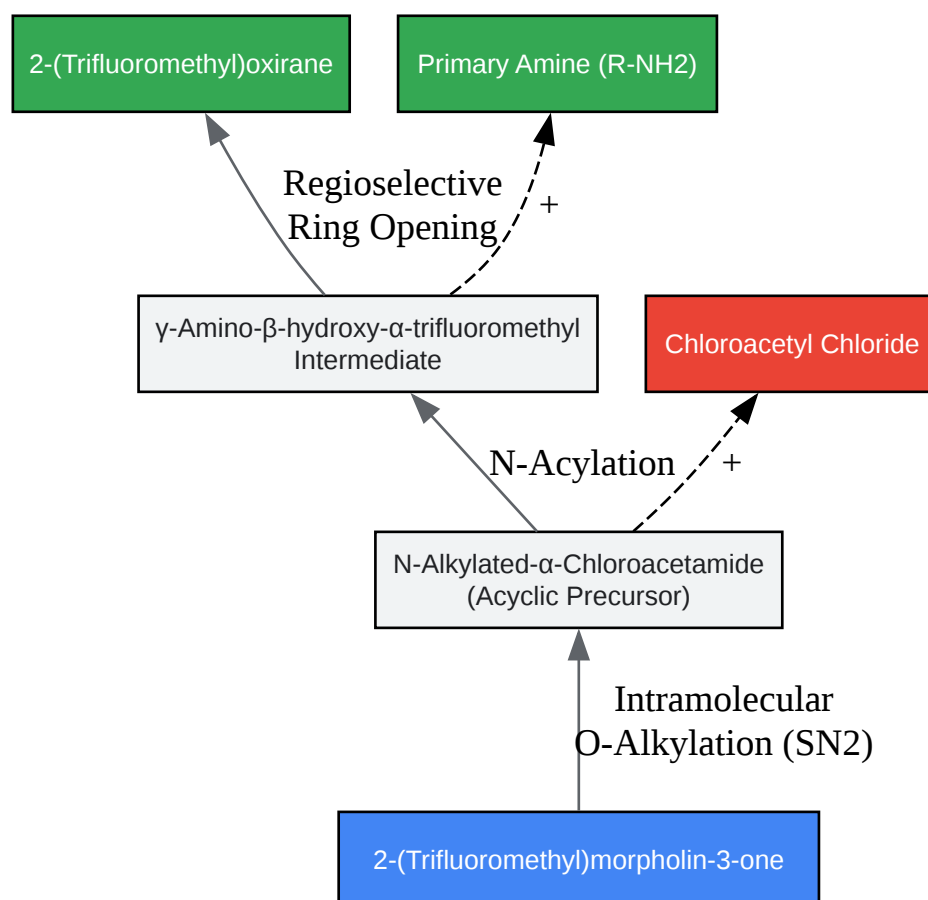 2-(Trifluoromethyl)oxirane
Primary Amine (R-NH2)
Regioselective
Ring Opening
+
γ-Amino-β-hydroxy-α-trifluoromethyl
Intermediate
Chloroacetyl Chloride
N-Acylation
+
N-Alkylated-α-Chloroacetamide
(Acyclic Precursor)
Intramolecular
O-Alkylation (SN2)
2-(Trifluoromethyl)morpholin-3-one